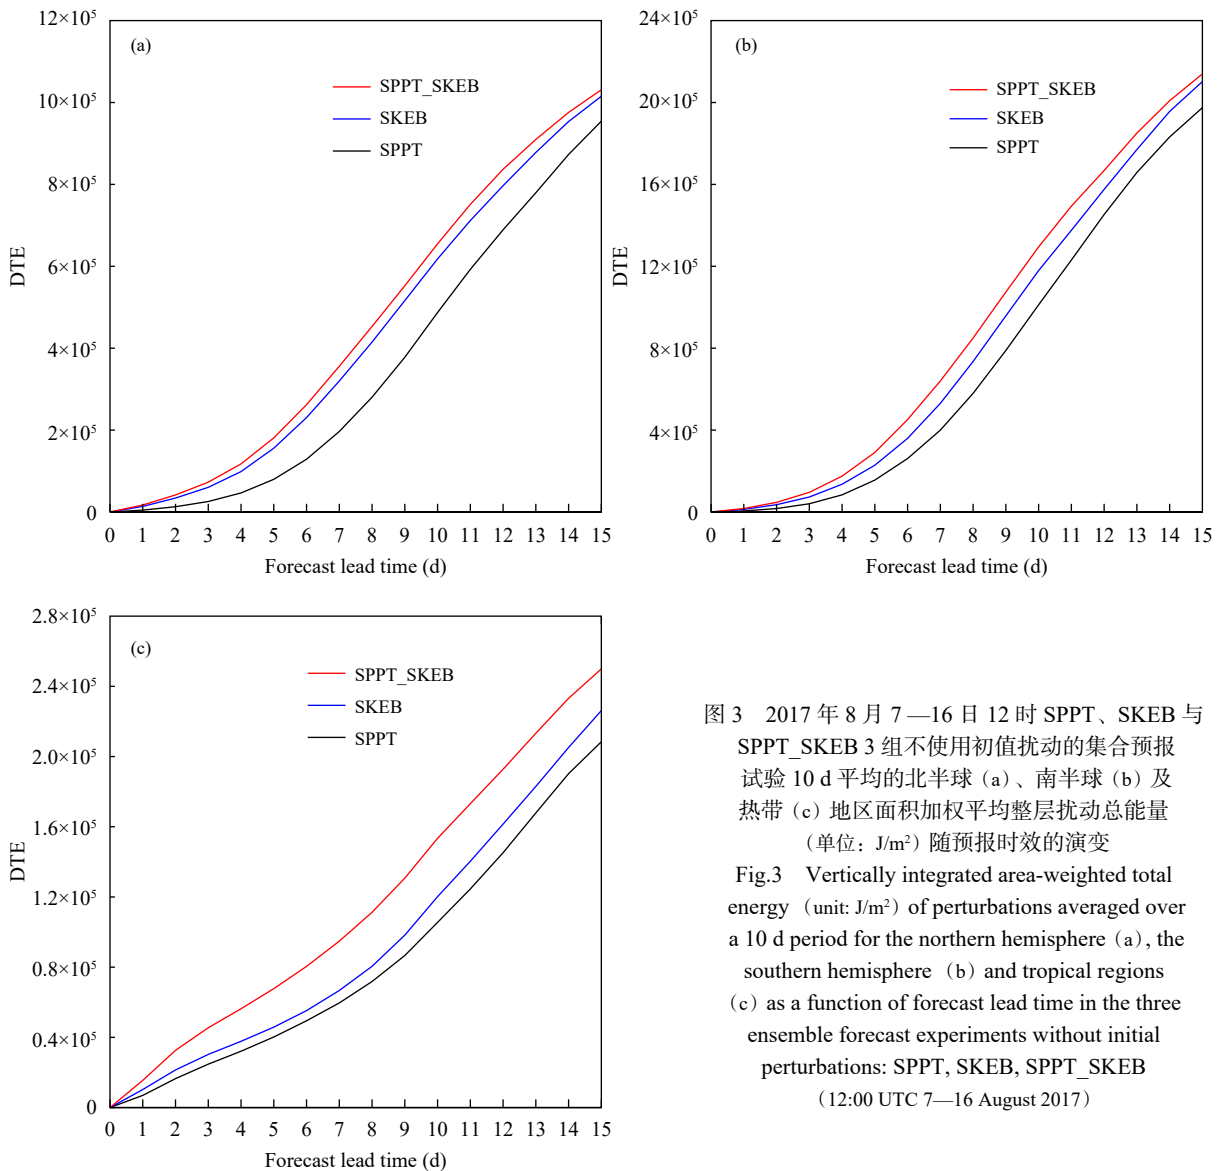 12×10⁵
10×10⁵
8×10⁵
6×10⁵
4×10⁵
2×10⁵
0
DTE
(a)
SPPT_SKEB
SKEB
SPPT
0 1 2 3 4 5 6 7 8 9 10 11 12 13 14 15
Forecast lead time (d)
24×10⁵
20×10⁵
16×10⁵
12×10⁵
8×10⁵
4×10⁵
0
DTE
(b)
SPPT_SKEB
SKEB
SPPT
0 1 2 3 4 5 6 7 8 9 10 11 12 13 14 15
Forecast lead time (d)
2.8×10⁵
2.4×10⁵
2.0×10⁵
1.6×10⁵
1.2×10⁵
0.8×10⁵
0.4×10⁵
0
DTE
(c)
SPPT_SKEB
SKEB
SPPT
0 1 2 3 4 5 6 7 8 9 10 11 12 13 14 15
Forecast lead time (d)
图 3 2017 年 8 月 7 —16 日 12 时 SPPT、SKEB 与
SPPT_SKEB 3 组不使用初值扰动的集合预报
试验 10 d 平均的北半球（a）、南半球（b）及
热带（c）地区面积加权平均整层扰动总能量
（单位：J/m²）随预报时效的演变
Fig.3 Vertically integrated area-weighted total
energy （unit: J/m²）of perturbations averaged over
a 10 d period for the northern hemisphere（a）, the
southern hemisphere （b）and tropical regions
（c）as a function of forecast lead time in the three
ensemble forecast experiments without initial
perturbations: SPPT, SKEB, SPPT_SKEB
（12:00 UTC 7—16 August 2017）